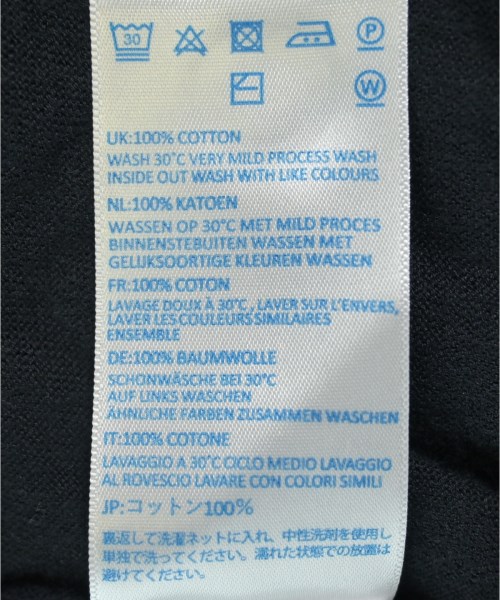 30 P
W
UK:100% COTTON
WASH 30°C VERY MILD PROCESS WASH
INSIDE OUT WASH WITH LIKE COLOURS
NL:100% KATOEN
WASSEN OP 30°C MET MILD PROCES
BINNENSTEBUITEN WASSEN MET
GELIJKSOORTIGE KLEUREN WASSEN
FR:100% COTON
LAVAGE DOUX À 30°C , LAVER SUR L'ENVERS,
LAVER LES COULEURS SIMILAIRES
ENSEMBLE
DE:100% BAUMWOLLE
SCHONWÄSCHE BEI 30°C
AUF LINKS WASCHEN
ÄHNLICHE FARBEN ZUSAMMEN WASCHEN
IT:100% COTONE
LAVAGGIO A 30°C CICLO MEDIO LAVAGGIO
AL ROVESCIO LAVARE CON COLORI SIMILI
JP:コットン100%
裏返して洗濯ネットに入れ、中性洗剤を使用し
単独で洗ってください。濡れた状態での放置は
避けてください。